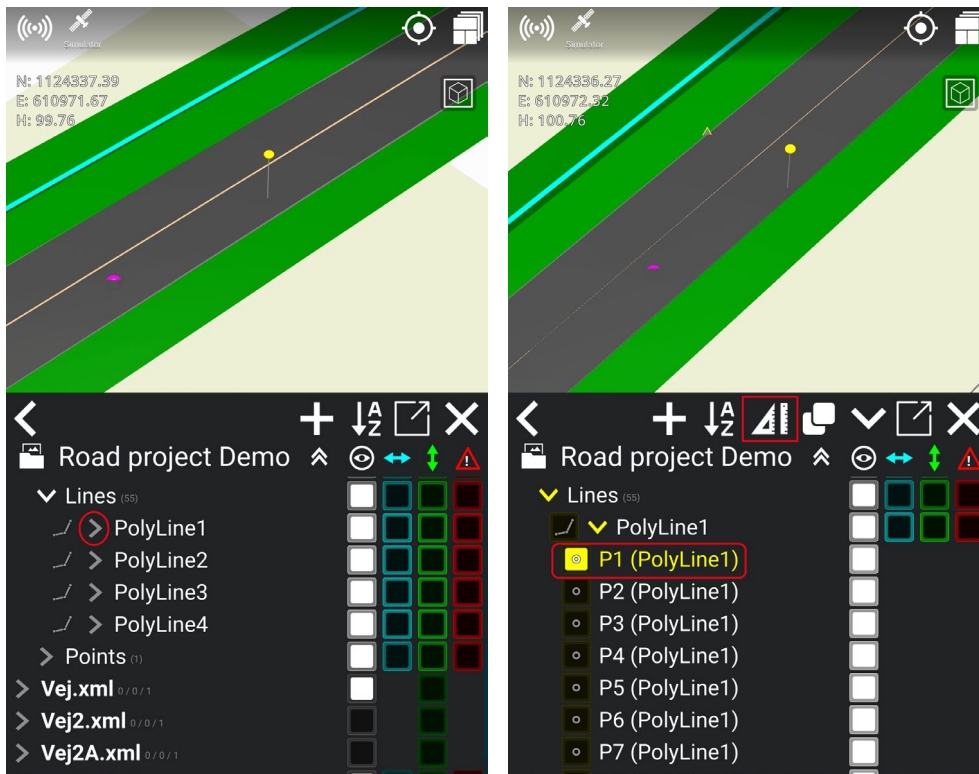 Simulator
N: 1124337.39
E: 610971.67
H: 99.76
A
Z
Road project Demo
Lines (55)
PolyLine1
PolyLine2
PolyLine3
PolyLine4
Points (1)
Vej.xml 0/0/1
Vej2.xml 0/0/1
Vej2A.xml 0/0/1
Simulator
N: 1124336.27
E: 610972.32
H: 100.76
A
Z
Road project Demo
Lines (55)
PolyLine1
P1 (PolyLine1)
P2 (PolyLine1)
P3 (PolyLine1)
P4 (PolyLine1)
P5 (PolyLine1)
P6 (PolyLine1)
P7 (PolyLine1)